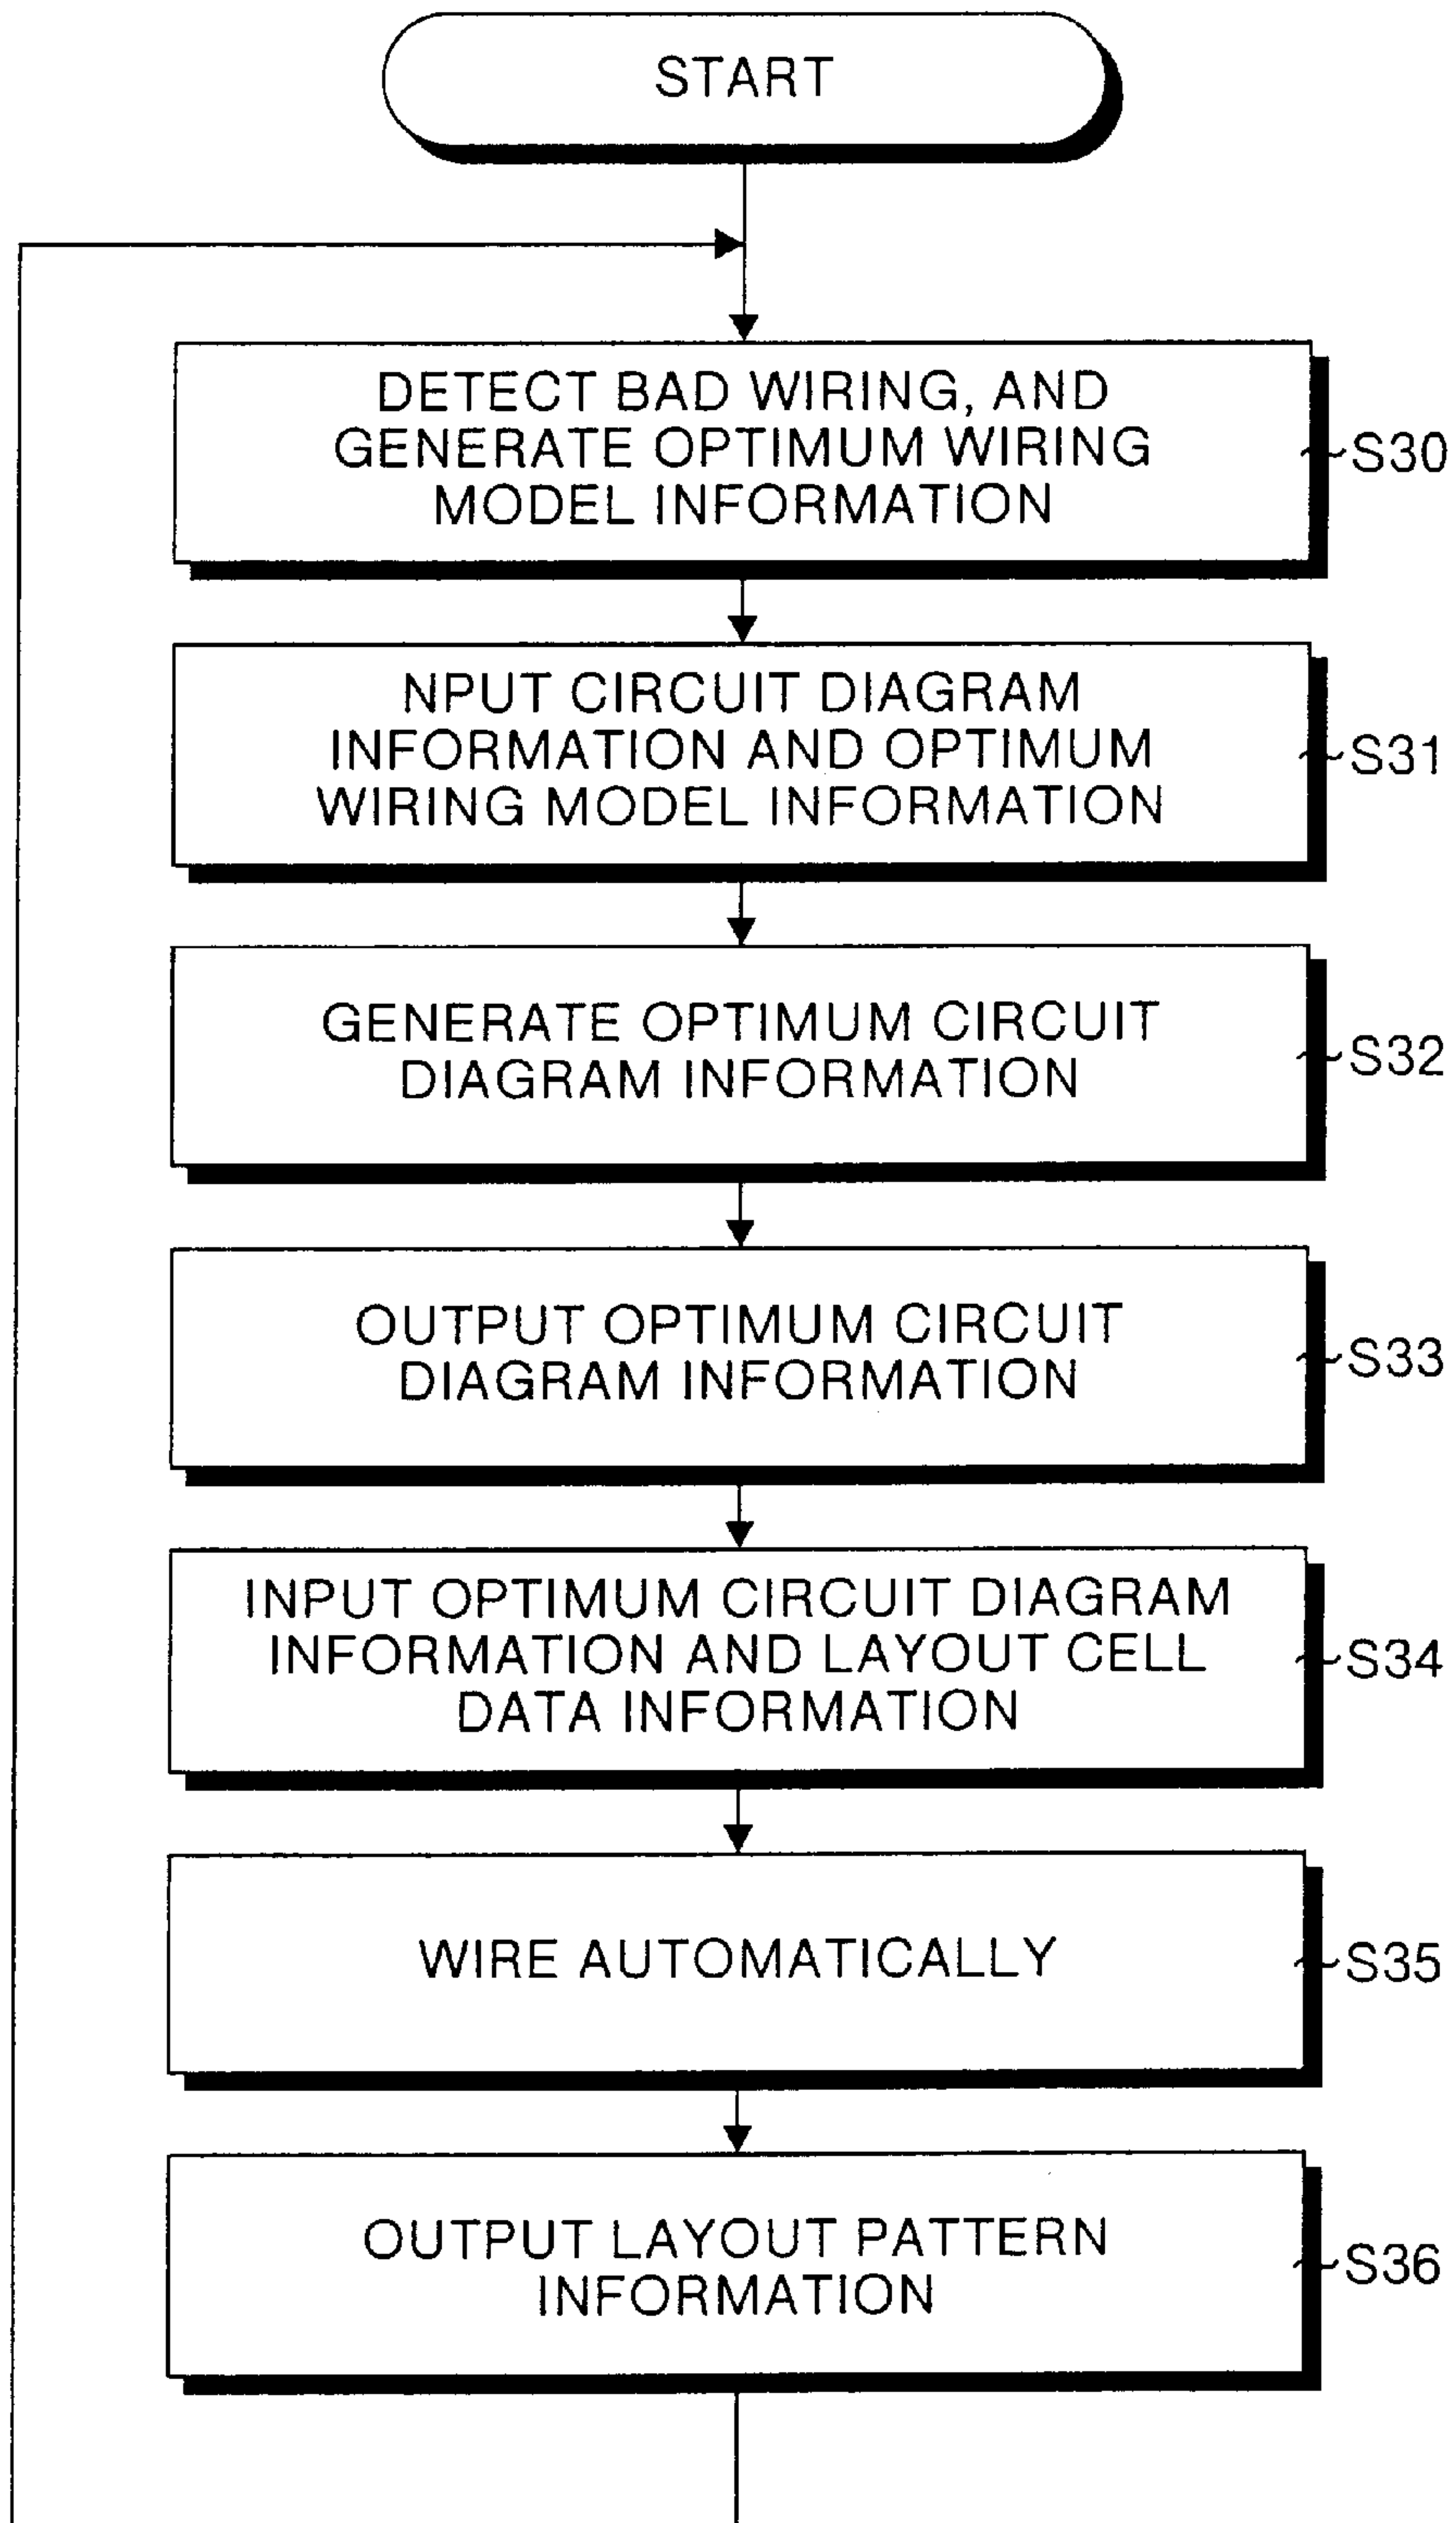 START
DETECT BAD WIRING, AND
GENERATE OPTIMUM WIRING
MODEL INFORMATION
S30
NPUT CIRCUIT DIAGRAM
INFORMATION AND OPTIMUM
WIRING MODEL INFORMATION
S31
GENERATE OPTIMUM CIRCUIT
DIAGRAM INFORMATION
S32
OUTPUT OPTIMUM CIRCUIT
DIAGRAM INFORMATION
S33
INPUT OPTIMUM CIRCUIT DIAGRAM
INFORMATION AND LAYOUT CELL
DATA INFORMATION
S34
WIRE AUTOMATICALLY
S35
OUTPUT LAYOUT PATTERN
INFORMATION
S36